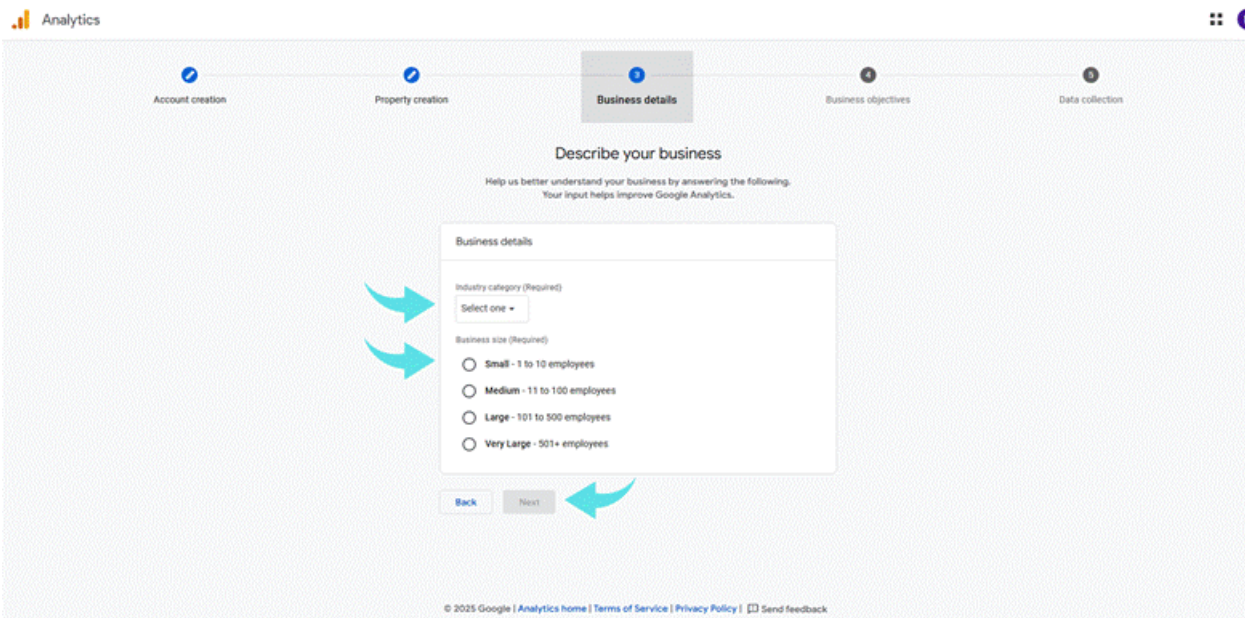 Analytics
Account creation
Property creation
3
Business details
4
Business objectives
5
Data collection
Describe your business
Help us better understand your business by answering the following.
Your input helps improve Google Analytics.
Business details
Industry category (Required)
Select one
Business size (Required)
Small - 1 to 10 employees
Medium - 11 to 100 employees
Large - 101 to 500 employees
Very Large - 501+ employees
Back Next
© 2025 Google | Analytics home | Terms of Service | Privacy Policy | Send feedback